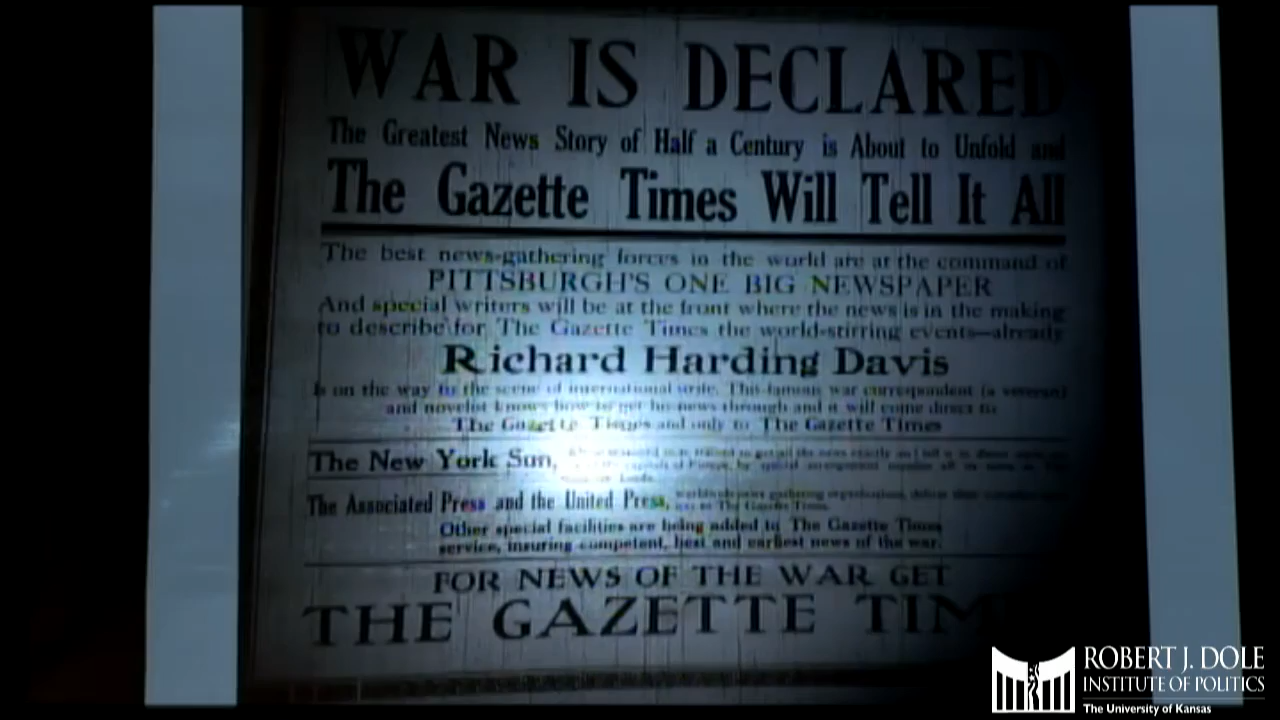 WAR IS DECLARED
The Greatest News Story of Half a Century is About to Unfold and
The Gazette Times Will Tell It All
The best news-gathering forces in the world are at the command of
PITTSBURGH'S ONE BIG NEWSPAPER
And special writers will be at the front where the news is in the making
to describe for The Gazette Times the world-stirring events—already
Richard Harding Davis
Is on the way to the scene of international strife. This famous war correspondent (a veteran)
and novelist knows how to get his news through and it will come direct to
The Gazette Times and only to The Gazette Times
The New York Sun,
The Associated Press and the United Press,
Other special facilities are being added to The Gazette Times
service, insuring competent, best and earliest news of the war.
FOR NEWS OF THE WAR GET
THE GAZETTE TIM
ROBERT J. DOLE
INSTITUTE OF POLITICS
The University of Kansas